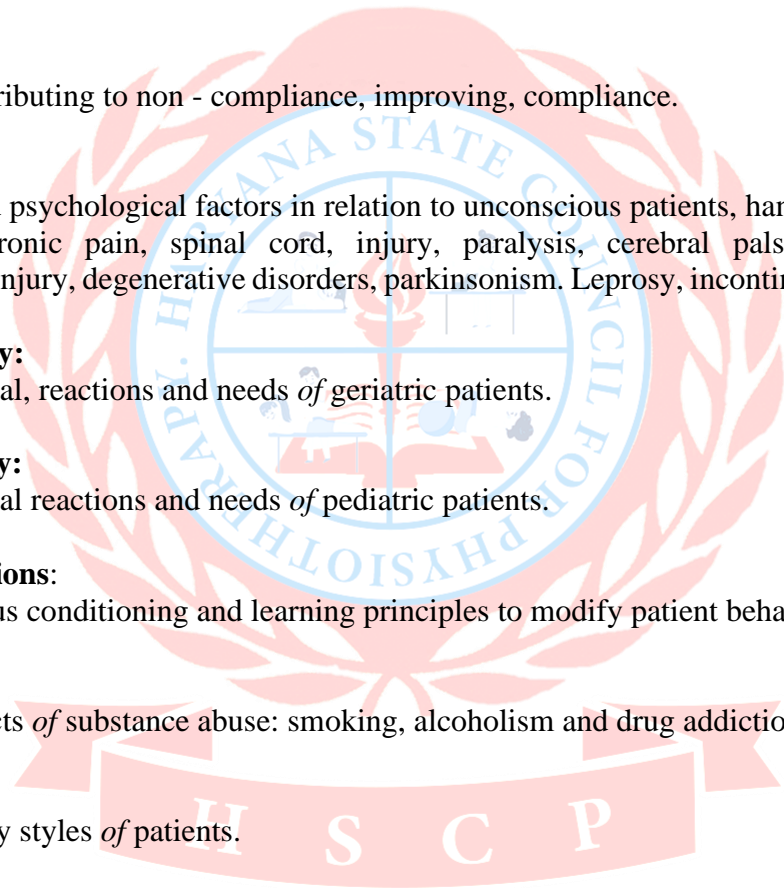 ributing to non - compliance, improving, compliance.
psychological factors in relation to unconscious patients, han
ronic pain, spinal cord, injury, paralysis, cerebral pals
njury, degenerative disorders, parkinsonism. Leprosy, incontin
y:
al, reactions and needs of geriatric patients.
y:
al reactions and needs of pediatric patients.
ions:
us conditioning and learning principles to modify patient beha
cts of substance abuse: smoking, alcoholism and drug addictio
y styles of patients.
HARYANA STATE COUNCIL FOR PHYSIOTHERAPY.
H S C P